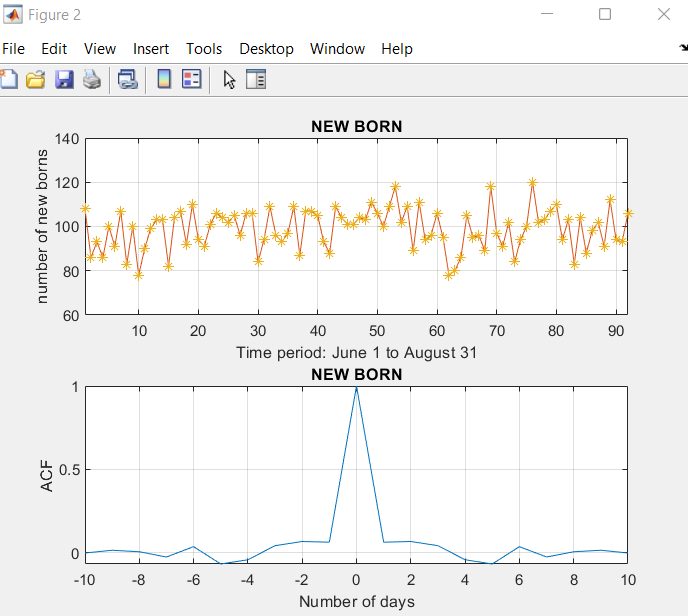 Figure 2
File Edit View Insert Tools Desktop Window Help
NEW BORN
number of new borns
140
120
100
80
60
10 20 30 40 50 60 70 80 90
Time period: June 1 to August 31
NEW BORN
ACF
1
0.5
0
-10 -8 -6 -4 -2 0 2 4 6 8 10
Number of days